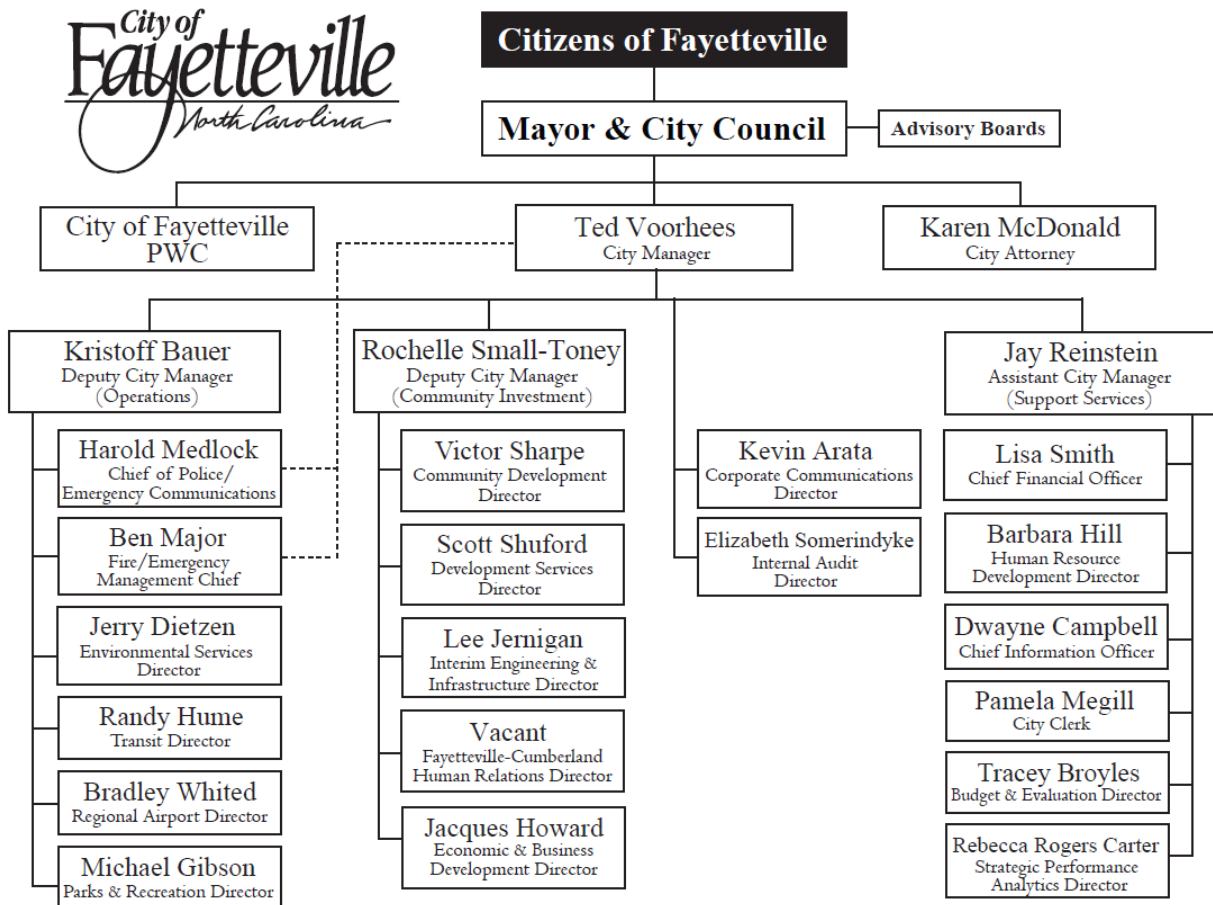 City of
Fayetteville
North Carolina
Citizens of Fayetteville
Mayor & City Council
Advisory Boards
City of Fayetteville
PWC
Ted Voorhees
City Manager
Karen McDonald
City Attorney
Kristoff Bauer
Deputy City Manager
(Operations)
Harold Medlock
Chief of Police/
Emergency Communications
Ben Major
Fire/Emergency
Management Chief
Jerry Dietzen
Environmental Services
Director
Randy Hume
Transit Director
Bradley Whited
Regional Airport Director
Michael Gibson
Parks & Recreation Director
Rochelle Small-Toney
Deputy City Manager
(Community Investment)
Victor Sharpe
Community Development
Director
Scott Shuford
Development Services
Director
Lee Jernigan
Interim Engineering &
Infrastructure Director
Vacant
Fayetteville-Cumberland
Human Relations Director
Jacques Howard
Economic & Business
Development Director
Kevin Arata
Corporate Communications
Director
Elizabeth Somerindyke
Internal Audit
Director
Jay Reinstein
Assistant City Manager
(Support Services)
Lisa Smith
Chief Financial Officer
Barbara Hill
Human Resource
Development Director
Dwayne Campbell
Chief Information Officer
Pamela Megill
City Clerk
Tracey Broyles
Budget & Evaluation Director
Rebecca Rogers Carter
Strategic Performance
Analytics Director